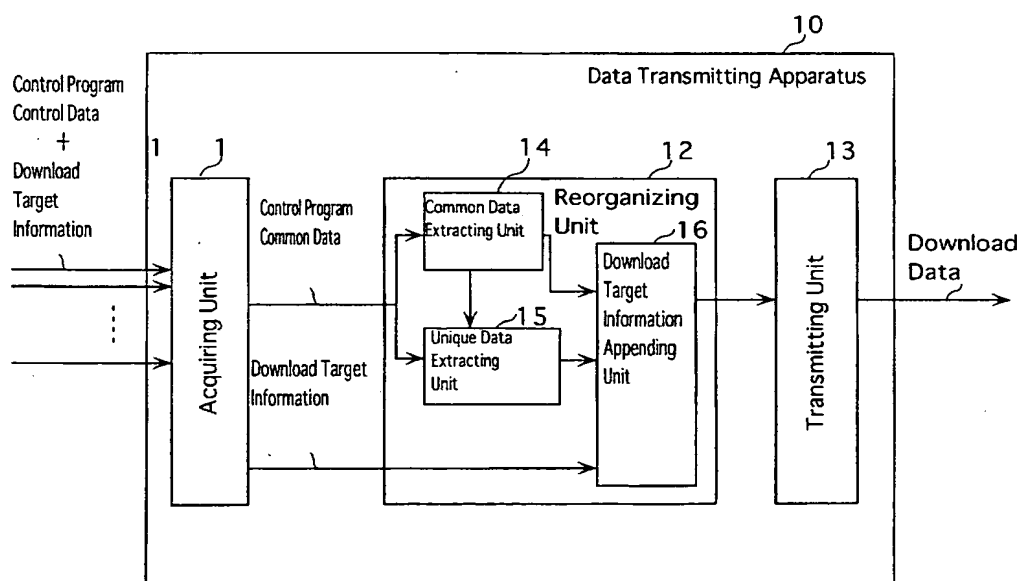 10
Data Transmitting Apparatus
Control Program
Control Data
+
Download
Target
Information
1 1
Acquiring Unit
Control Program
Common Data
Download Target
Information
12
Reorganizing
Unit
14
Common Data
Extracting Unit
15
Unique Data
Extracting
Unit
16
Download
Target
Information
Appending
Unit
13
Transmitting Unit
Download
Data